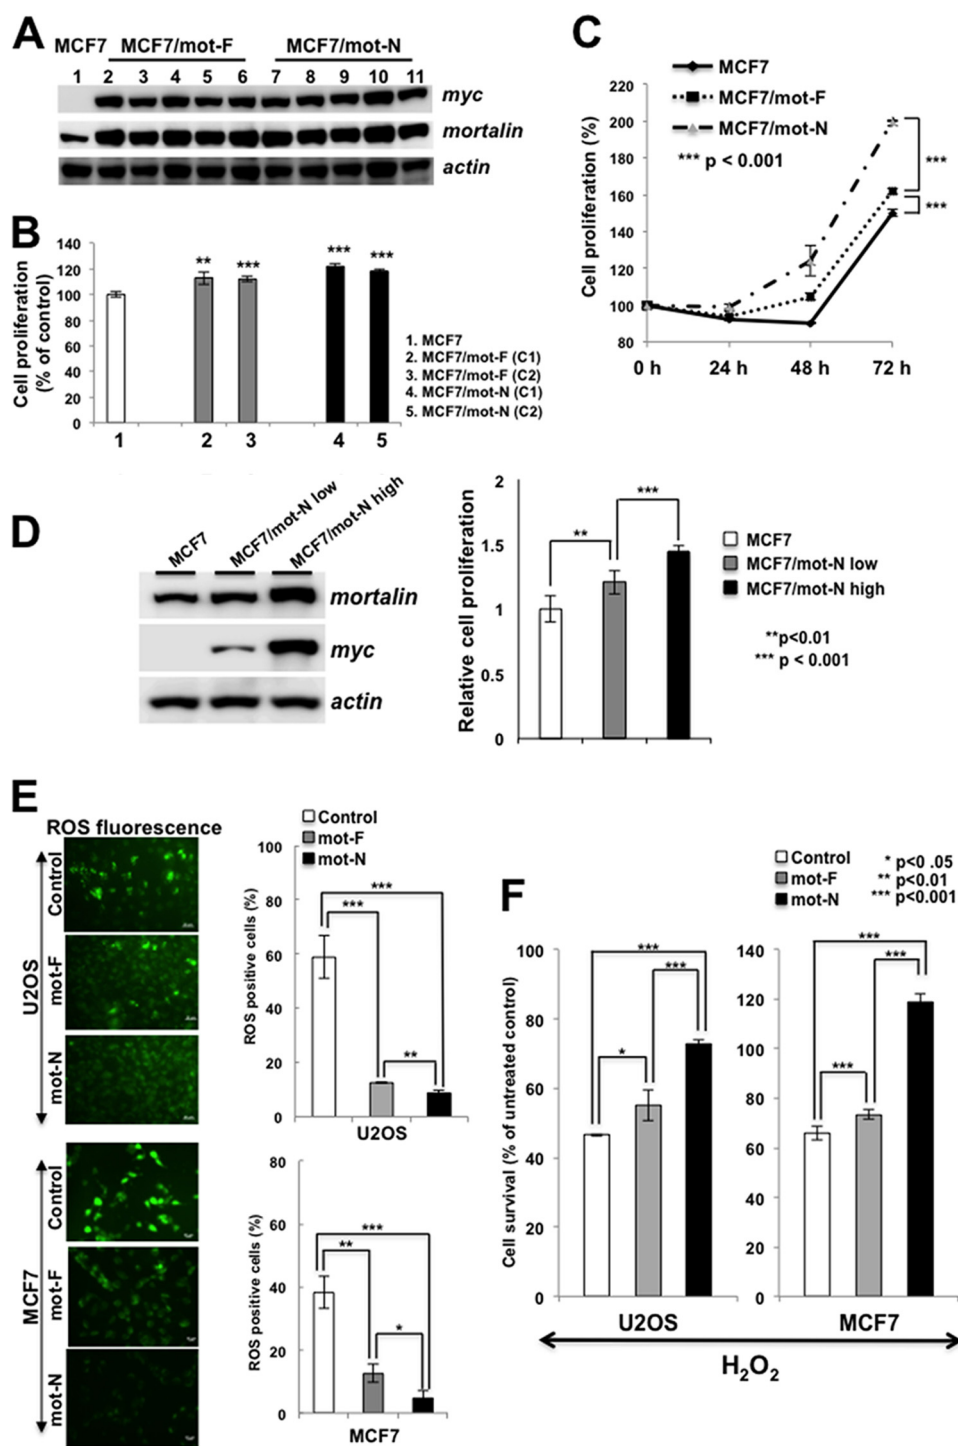 A
MCF7 MCF7/mot-F MCF7/mot-N
1 2 3 4 5 6 7 8 9 10 11
myc
mortalin
actin
B
Cell proliferation
(% of control)
140
120
100
80
60
40
20
0
** *** *** ***
1 2 3 4 5
1. MCF7
2. MCF7/mot-F (C1)
3. MCF7/mot-F (C2)
4. MCF7/mot-N (C1)
5. MCF7/mot-N (C2)
C
MCF7
MCF7/mot-F
MCF7/mot-N
*** p < 0.001
Cell proliferation (%)
220
200
180
160
140
120
100
80
0 h 24 h 48 h 72 h
***
***
D
MCF7
MCF7/mot-N low
MCF7/mot-N high
mortalin
myc
actin
Relative cell proliferation
2
1.5
1
0.5
0
** ***
MCF7
MCF7/mot-N low
MCF7/mot-N high
**p<0.01
*** p < 0.001
E
ROS fluorescence
U2OS
Control
mot-F
mot-N
MCF7
Control
mot-F
mot-N
Control
mot-F
mot-N
ROS positive cells (%)
100
80
60
40
20
0
***
***
**
U2OS
ROS positive cells (%)
80
60
40
20
0
***
**
*
MCF7
F
Control
mot-F
mot-N
* p<0 .05
** p<0.01
*** p<0.001
Cell survival (% of untreated control)
100
80
60
40
20
0
***
***
*
U2OS
140
120
100
80
60
40
20
0
***
***
***
MCF7
H₂O₂